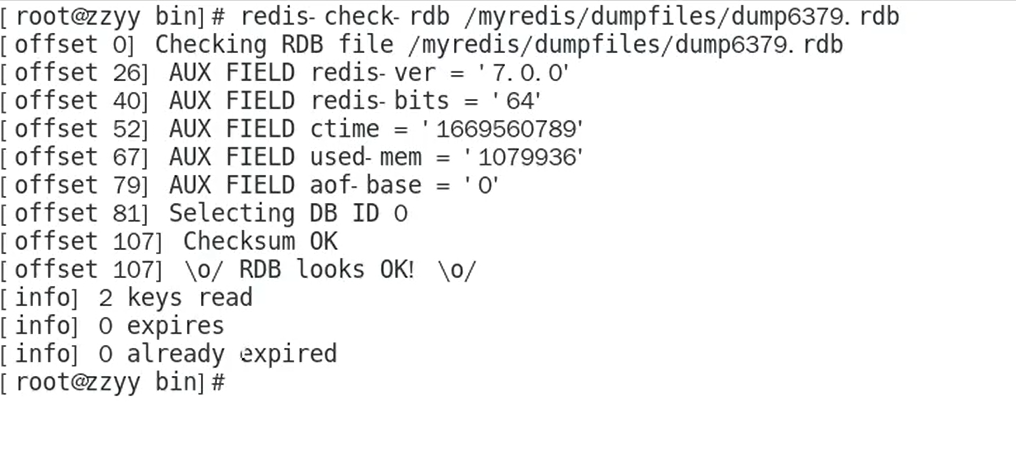 [root@zzyy bin]# redis-check-rdb /myredis/dumpfiles/dump6379.rdb
[offset 0] Checking RDB file /myredis/dumpfiles/dump6379.rdb
[offset 26] AUX FIELD redis-ver = '7.0.0'
[offset 40] AUX FIELD redis-bits = '64'
[offset 52] AUX FIELD ctime = '1669560789'
[offset 67] AUX FIELD used-mem = '1079936'
[offset 79] AUX FIELD aof-base = '0'
[offset 81] Selecting DB ID 0
[offset 107] Checksum OK
[offset 107] \o/ RDB looks OK! \o/
[info] 2 keys read
[info] 0 expires
[info] 0 already expired
[root@zzyy bin]#